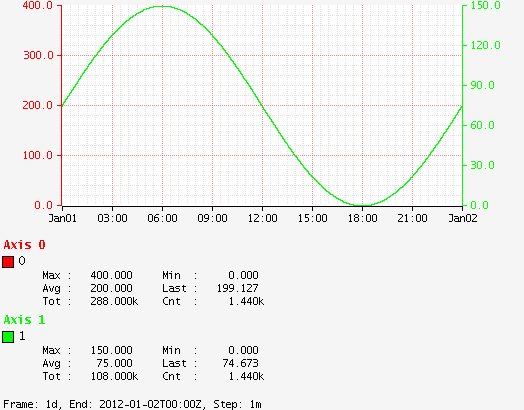 400.0 150.0
120.0
300.0
90.0
200.0
60.0
100.0
30.0
0.0 0.0
Jan01 03:00 06:00 09:00 12:00 15:00 18:00 21:00 Jan02
Axis 0
0
Max : 400.000 Min : 0.000
Avg : 200.000 Last : 199.127
Tot : 288.000k Cnt : 1.440k
Axis 1
1
Max : 150.000 Min : 0.000
Avg : 75.000 Last : 74.673
Tot : 108.000k Cnt : 1.440k
Frame: 1d, End: 2012-01-02T00:00Z, Step: 1m